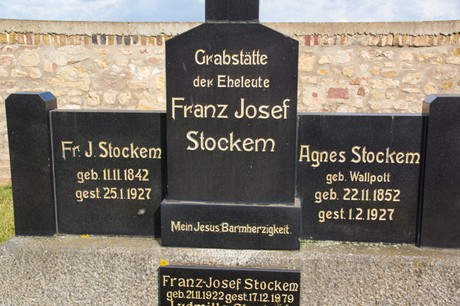 Grabstätte
der Eheleute
Franz Josef
Stockem
Fr. J. Stockem
geb. 11.11.1842
gest. 25.1.1927
Agnes Stockem
geb. Wallpott
geb. 22.11.1852
gest. 1.2.1927
Mein Jesus Barmherzigkeit
Franz-Josef Stockem
geb. 21.1.1922 gest. 17.12.1979
Stockem